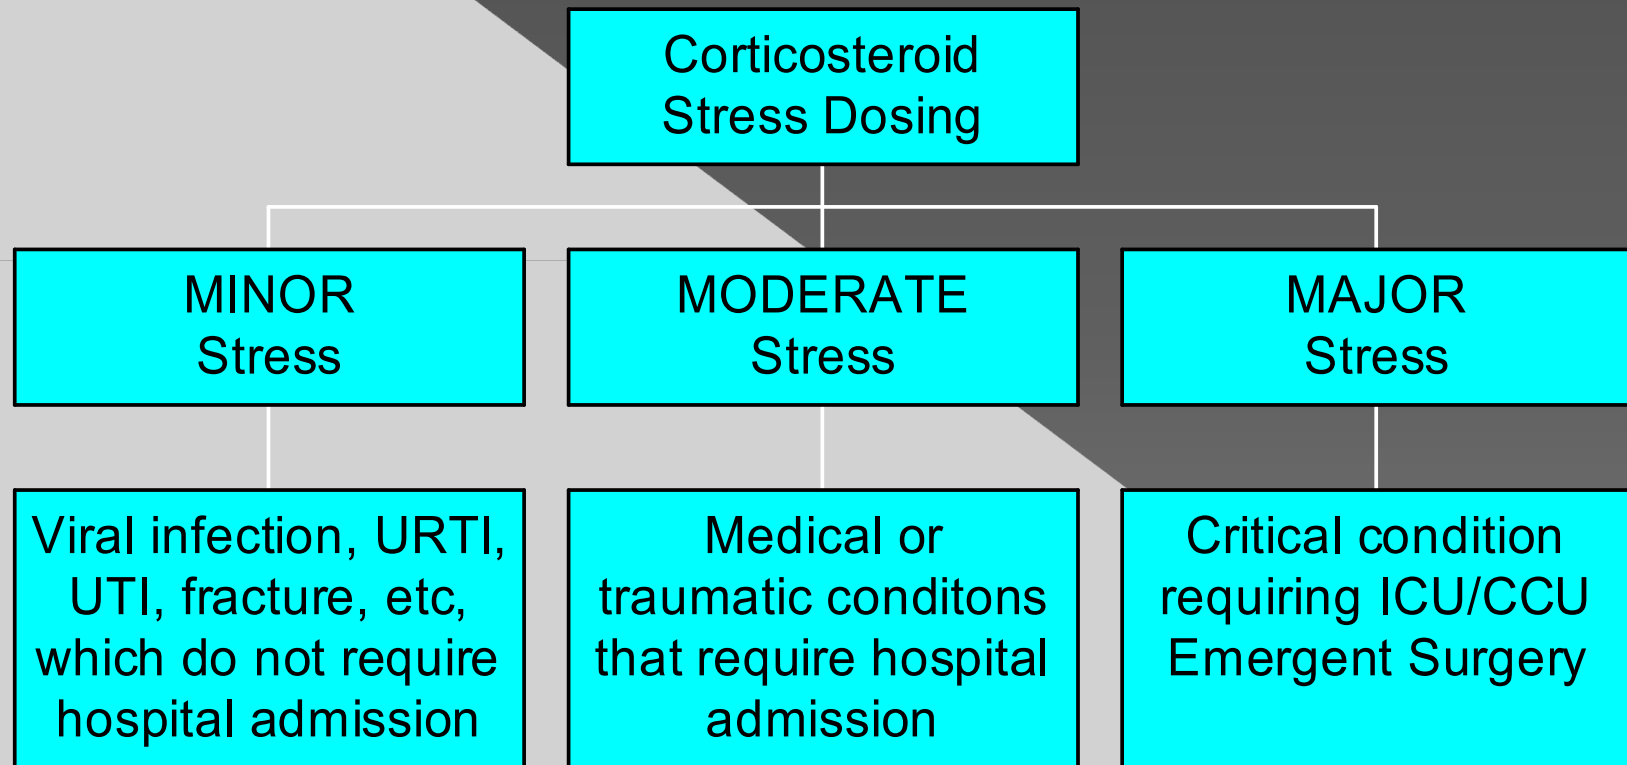 Corticosteroid
Stress Dosing
MINOR
Stress
MODERATE
Stress
MAJOR
Stress
Viral infection, URTI,
UTI, fracture, etc,
which do not require
hospital admission
Medical or
traumatic conditons
that require hospital
admission
Critical condition
requiring ICU/CCU
Emergent Surgery